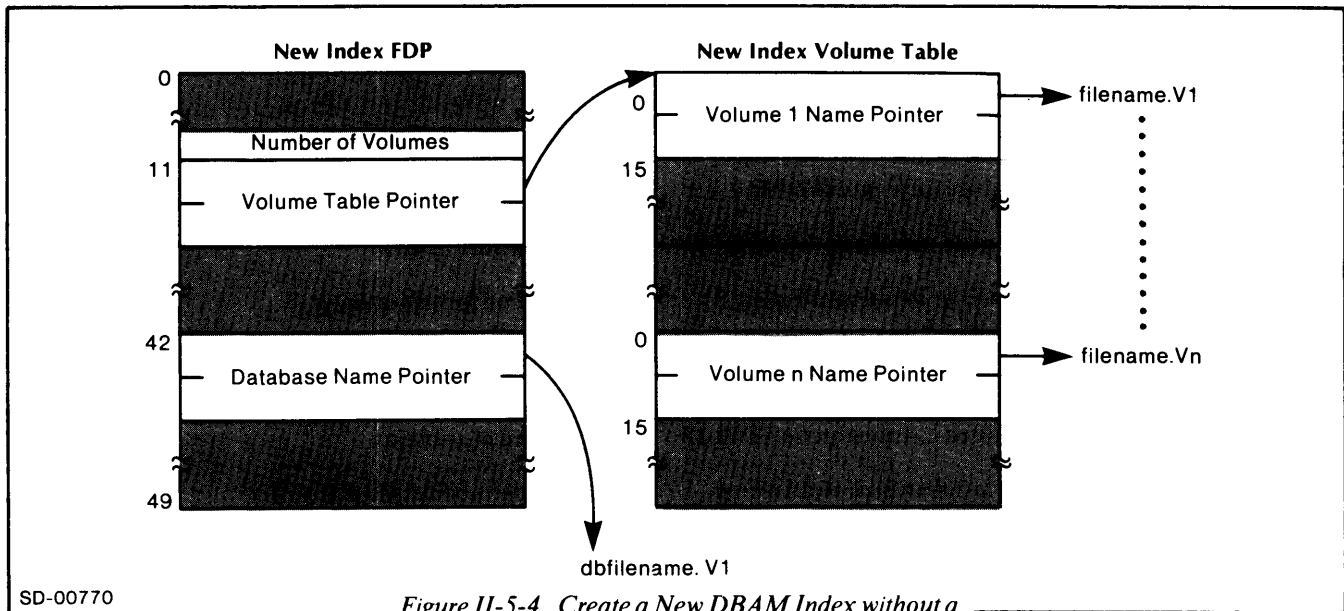 New Index FDP
0
Number of Volumes
11
Volume Table Pointer
42
Database Name Pointer
49
dbfilename. V1
New Index Volume Table
0
Volume 1 Name Pointer
15
0
Volume n Name Pointer
15
filename.V1
filename.Vn
SD-00770
Figure II-5-4 Create a New DBAM Index without a